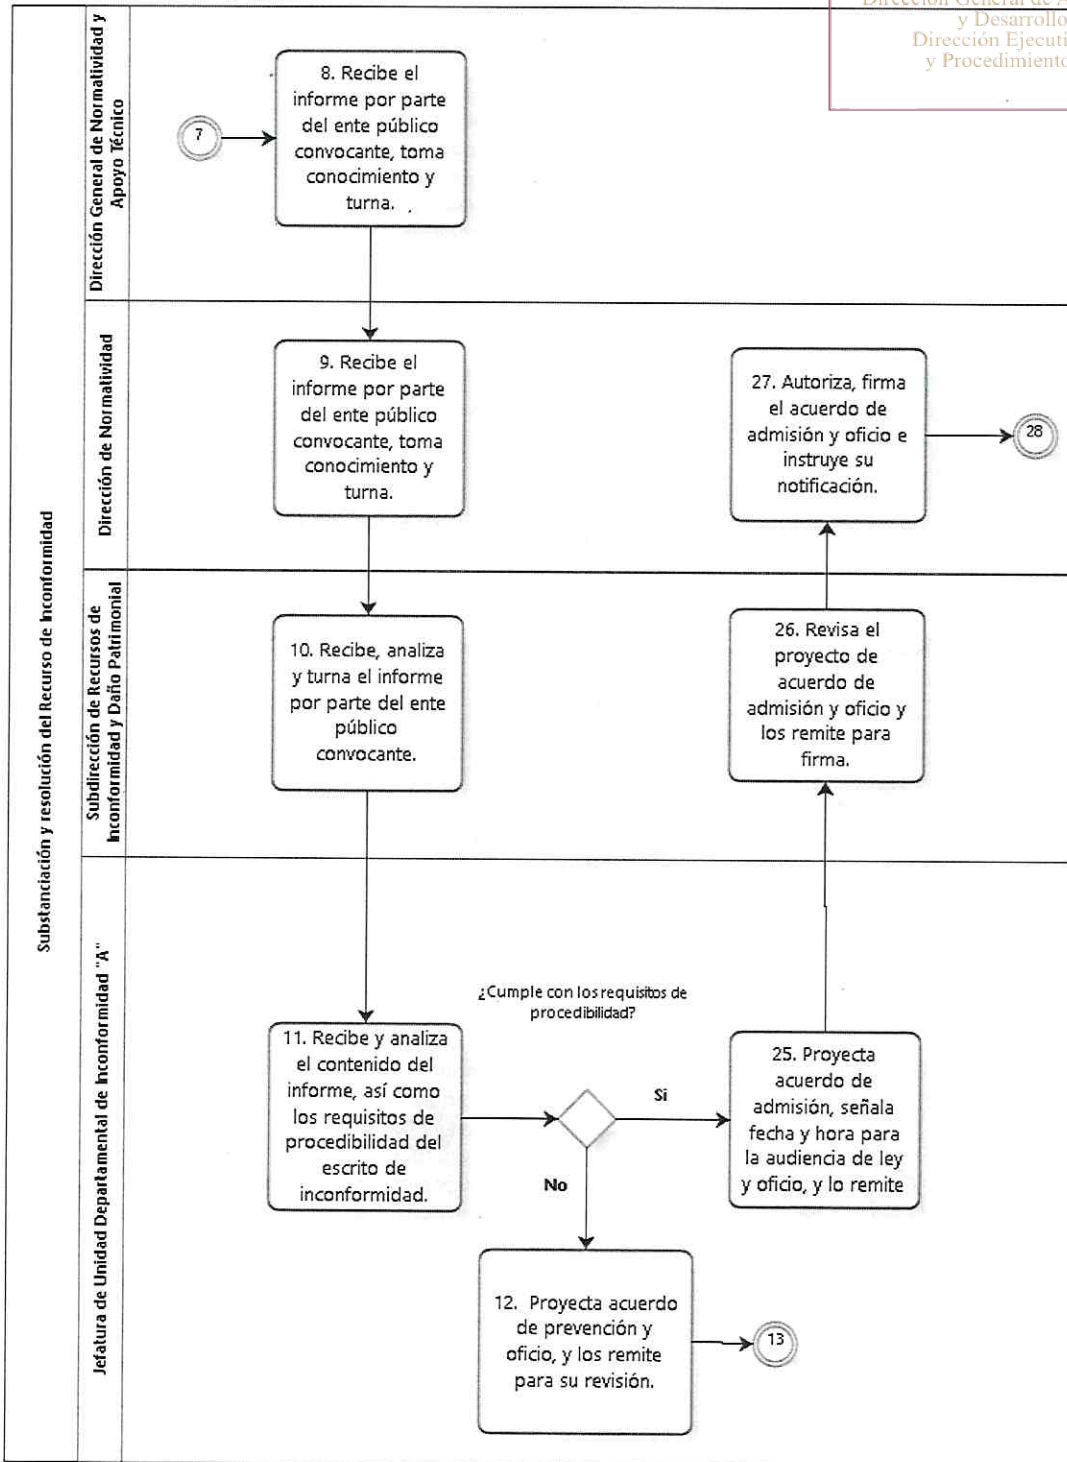 Dirección General de A
y Desarrollo
Dirección Ejecuti
y Procedimiento
Substanciación y resolución del Recurso de Inconformidad
Dirección General de Normatividad y
Apoyo Técnico
7
8. Recibe el
informe por parte
del ente público
convocante, toma
conocimiento y
turna.
Dirección de Normatividad
9. Recibe el
informe por parte
del ente público
convocante, toma
conocimiento y
turna.
27. Autoriza, firma
el acuerdo de
admisión y oficio e
instruye su
notificación.
28
Subdirección de Recursos de
Inconformidad y Daño Patrimonial
10. Recibe, analiza
y turna el informe
por parte del ente
público
convocante.
26. Revisa el
proyecto de
acuerdo de
admisión y oficio y
los remite para
firma.
Jefatura de Unidad Departamental de Inconformidad "A"
11. Recibe y analiza
el contenido del
informe, así como
los requisitos de
procedibilidad del
escrito de
inconformidad.
¿Cumple con los requisitos de
procedibilidad?
Si
No
25. Proyecta
acuerdo de
admisión, señala
fecha y hora para
la audiencia de ley
y oficio, y lo remite
12. Proyecta acuerdo
de prevención y
oficio, y los remite
para su revisión.
13